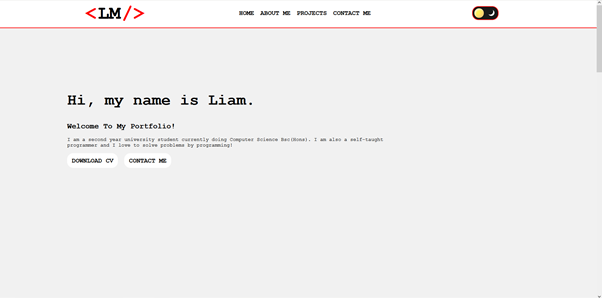 <LM/>
HOME ABOUT ME PROJECTS CONTACT ME
Hi, my name is Liam.
Welcome To My Portfolio!
I am a second year university student currently doing Computer Science Bsc(Hons). I am also a self-taught
programmer and I love to solve problems by programming!
DOWNLOAD CV CONTACT ME